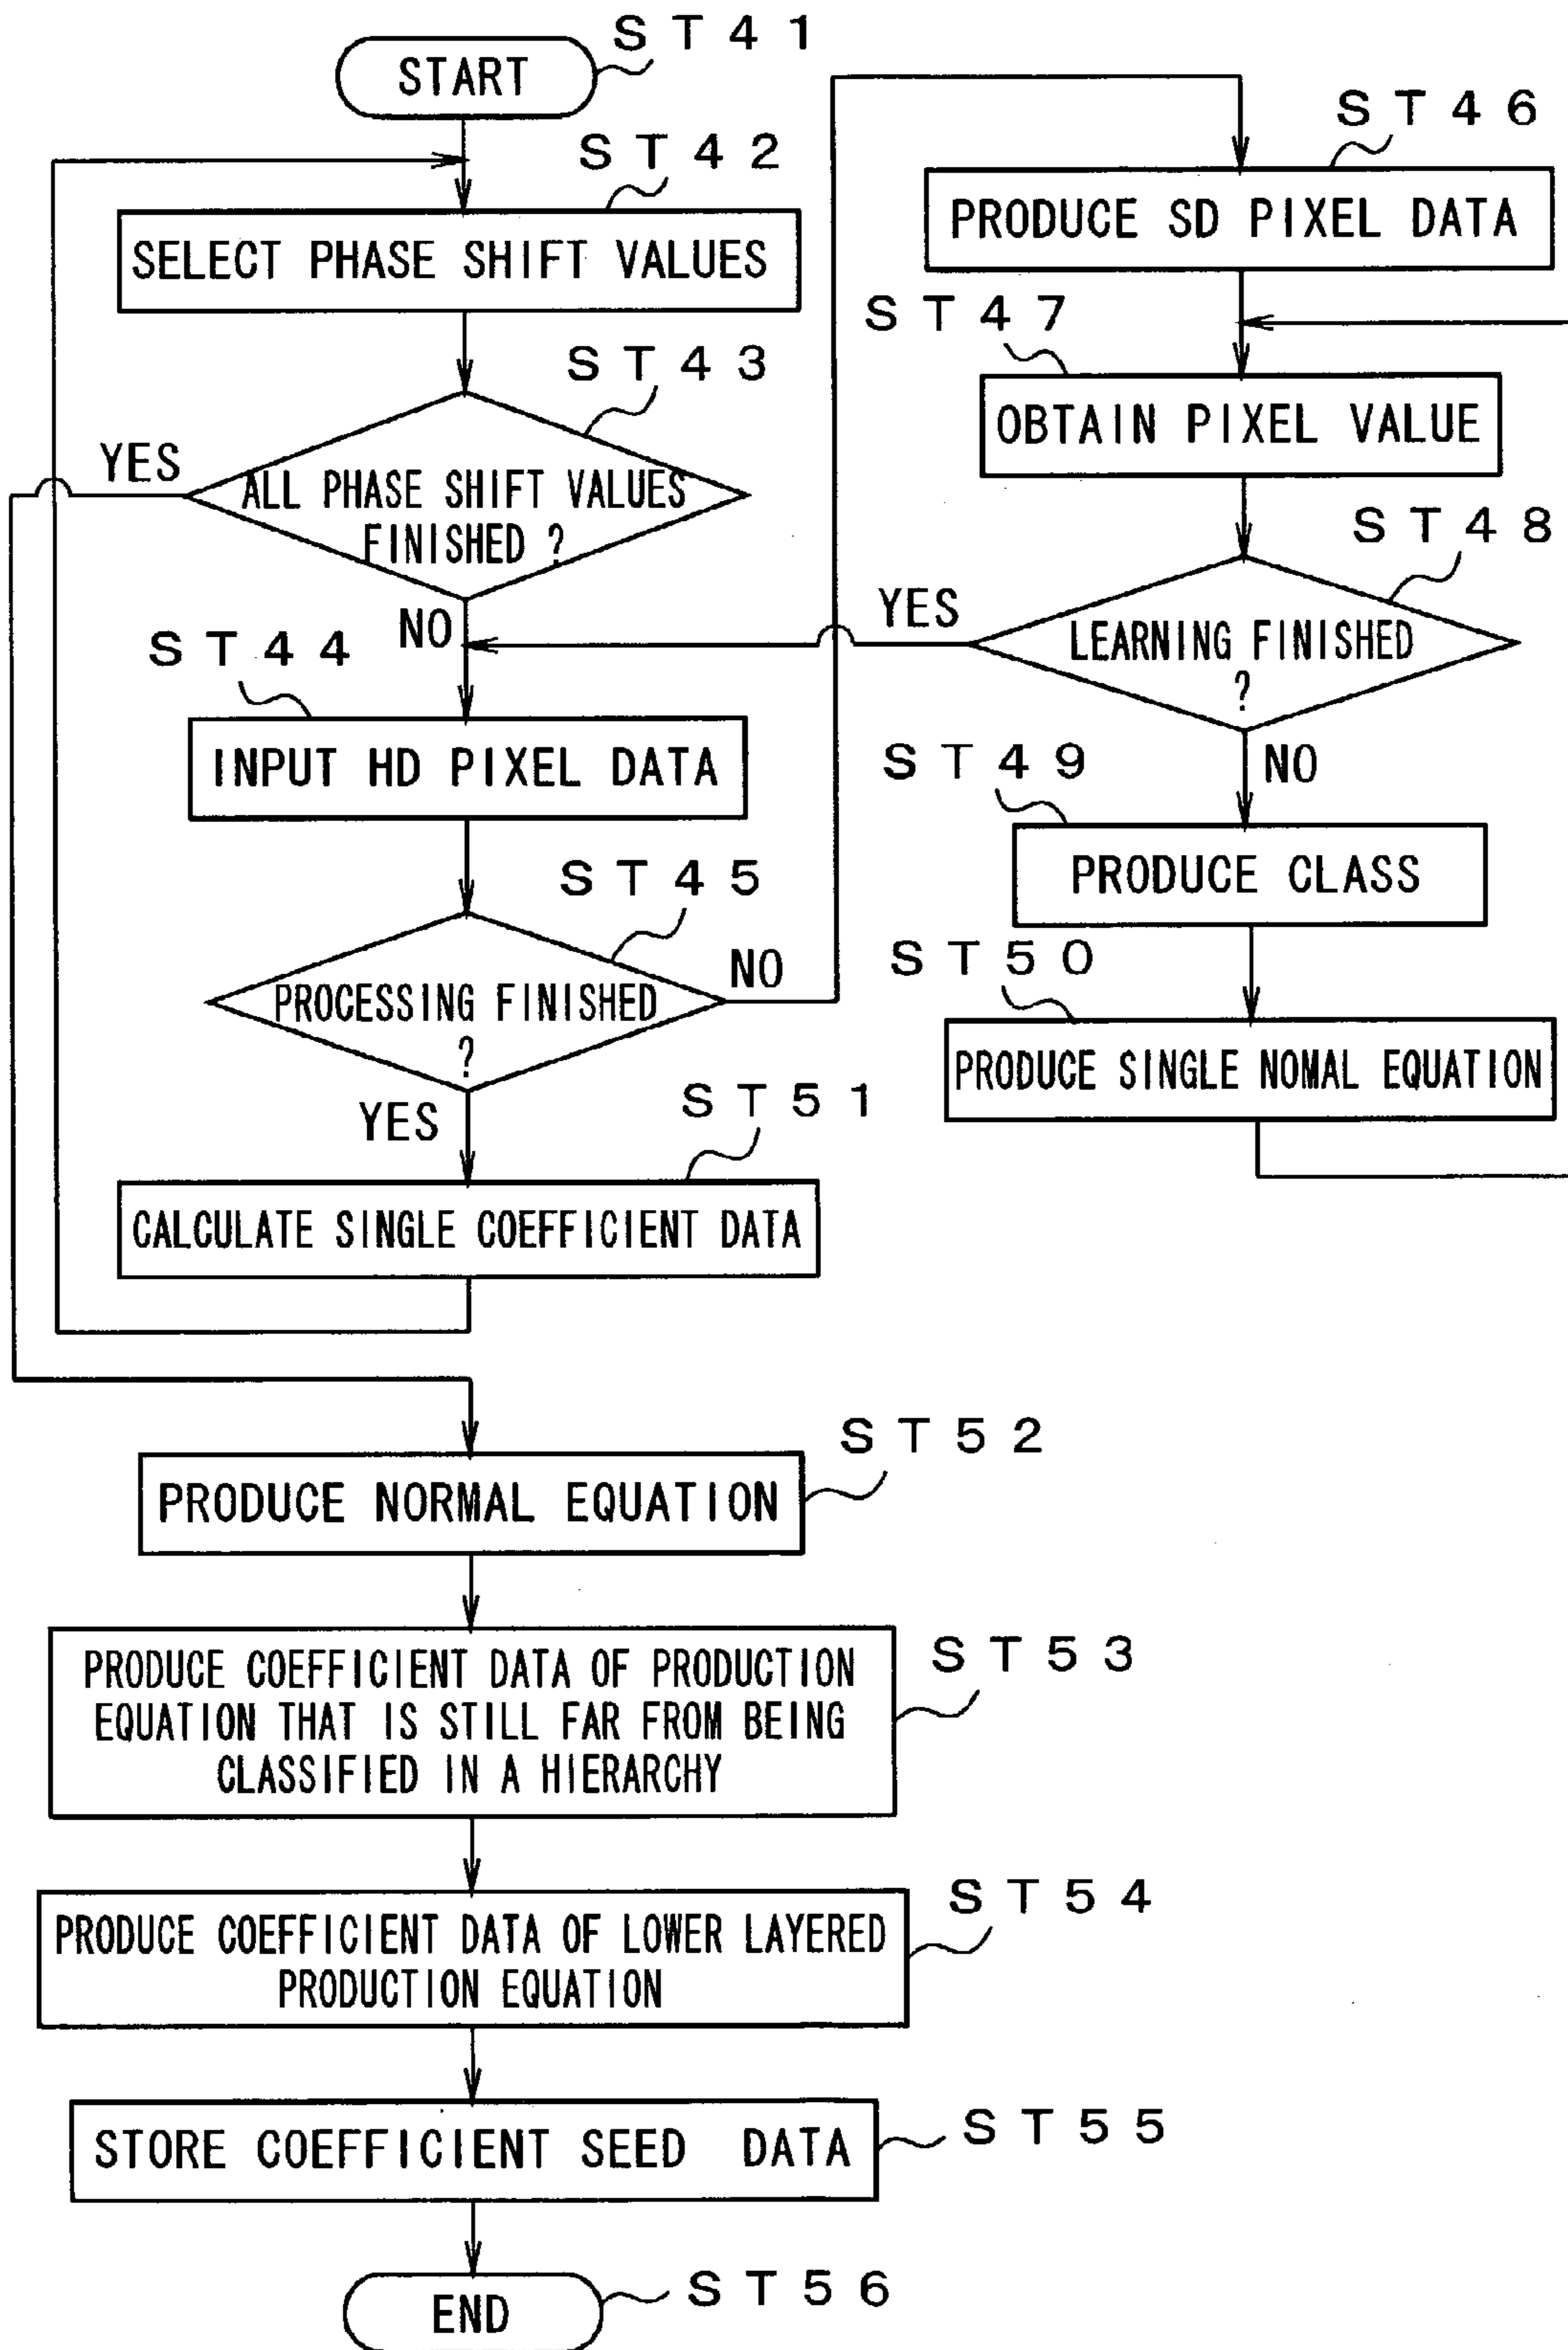 START
ST41
ST42
SELECT PHASE SHIFT VALUES
ST43
YES
ALL PHASE SHIFT VALUES
FINISHED ?
NO
ST44
INPUT HD PIXEL DATA
ST45
NO
PROCESSING FINISHED
?
YES
ST51
CALCULATE SINGLE COEFFICIENT DATA
ST46
PRODUCE SD PIXEL DATA
ST47
OBTAIN PIXEL VALUE
ST48
YES
LEARNING FINISHED
?
NO
ST49
PRODUCE CLASS
ST50
PRODUCE SINGLE NOMAL EQUATION
ST52
PRODUCE NORMAL EQUATION
ST53
PRODUCE COEFFICIENT DATA OF PRODUCTION
EQUATION THAT IS STILL FAR FROM BEING
CLASSIFIED IN A HIERARCHY
ST54
PRODUCE COEFFICIENT DATA OF LOWER LAYERED
PRODUCTION EQUATION
ST55
STORE COEFFICIENT SEED DATA
ST56
END